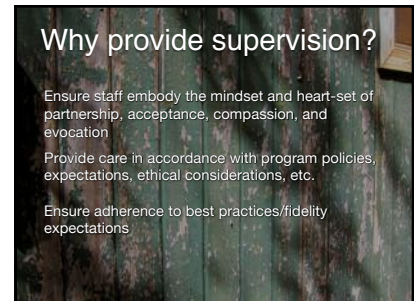 Why provide supervision?
Ensure staff embody the mindset and heart-set of
partnership, acceptance, compassion, and
evocation
Provide care in accordance with program policies,
expectations, ethical considerations, etc.
Ensure adherence to best practices/fidelity
expectations